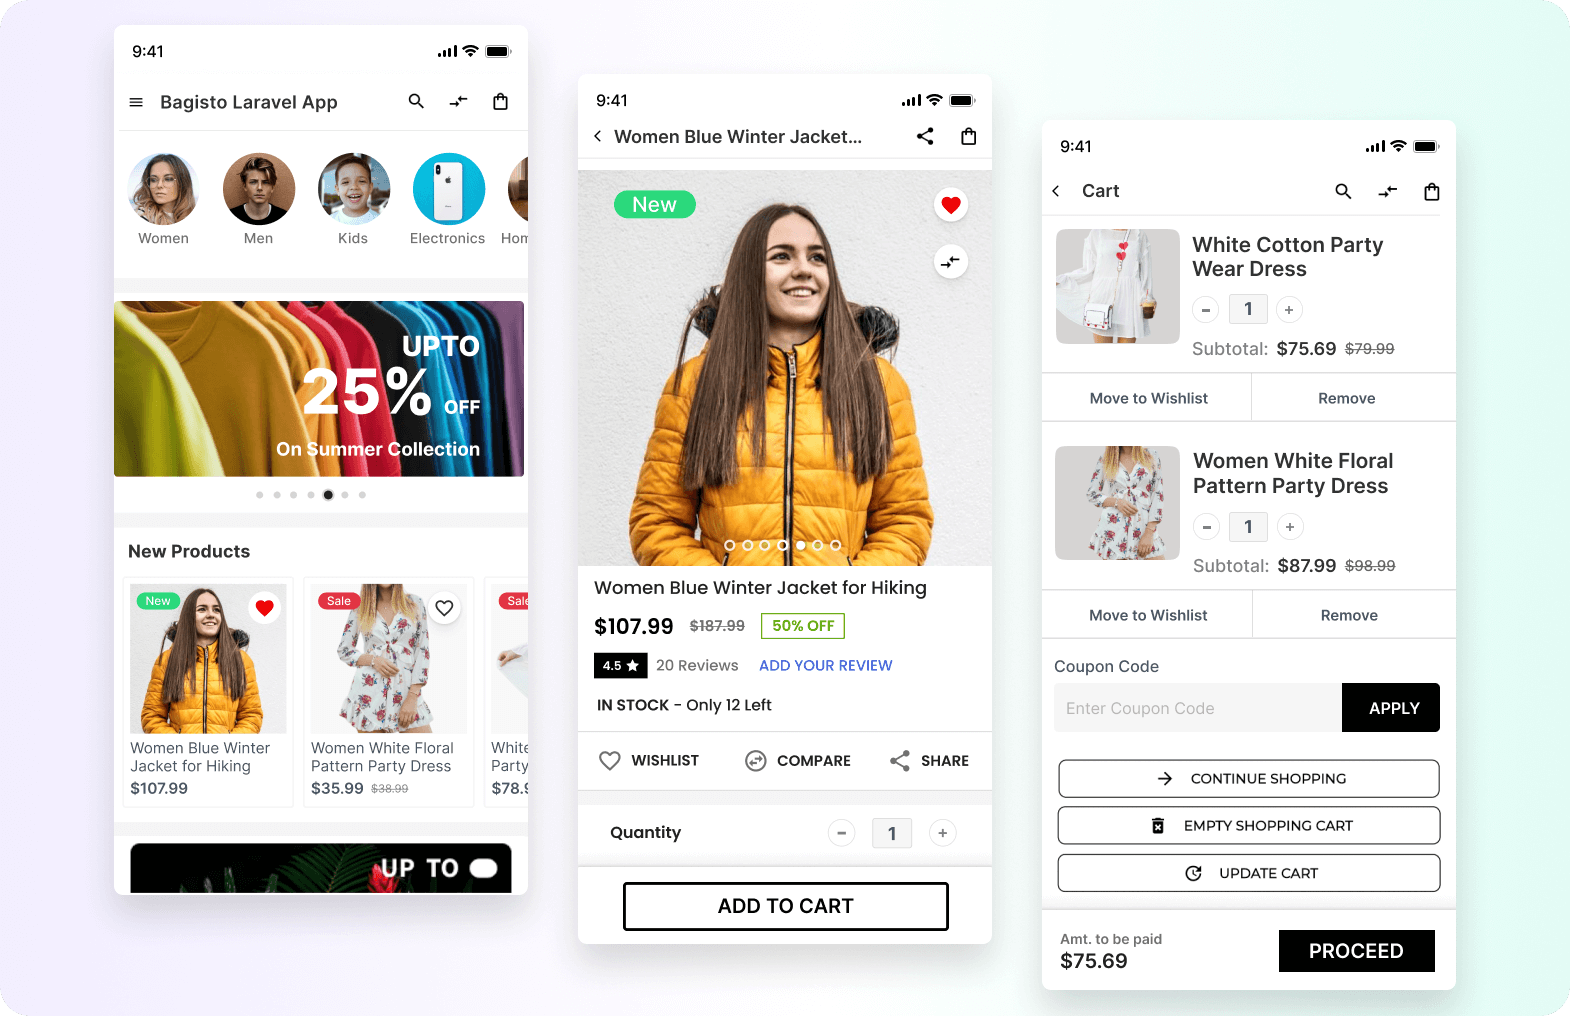 9:41
Bagisto Laravel App
Women
Men
Kids
Electronics
Hom
UPTO
25% OFF
On Summer Collection
New Products
New
Sale
Sale
Women Blue Winter
Jacket for Hiking
$107.99
Women White Floral
Pattern Party Dress
$35.99 $38.99
White
Party
$78.9
UP TO
9:41
Women Blue Winter Jacket...
New
Women Blue Winter Jacket for Hiking
$107.99 $187.99 50% OFF
4.5 ★ 20 Reviews ADD YOUR REVIEW
IN STOCK - Only 12 Left
WISHLIST
COMPARE
SHARE
Quantity - 1 +
ADD TO CART
9:41
Cart
White Cotton Party
Wear Dress
- 1 +
Subtotal: $75.69 $79.99
Move to Wishlist
Remove
Women White Floral
Pattern Party Dress
- 1 +
Subtotal: $87.99 $98.99
Move to Wishlist
Remove
Coupon Code
Enter Coupon Code
APPLY
CONTINUE SHOPPING
EMPTY SHOPPING CART
UPDATE CART
Amt. to be paid
$75.69
PROCEED